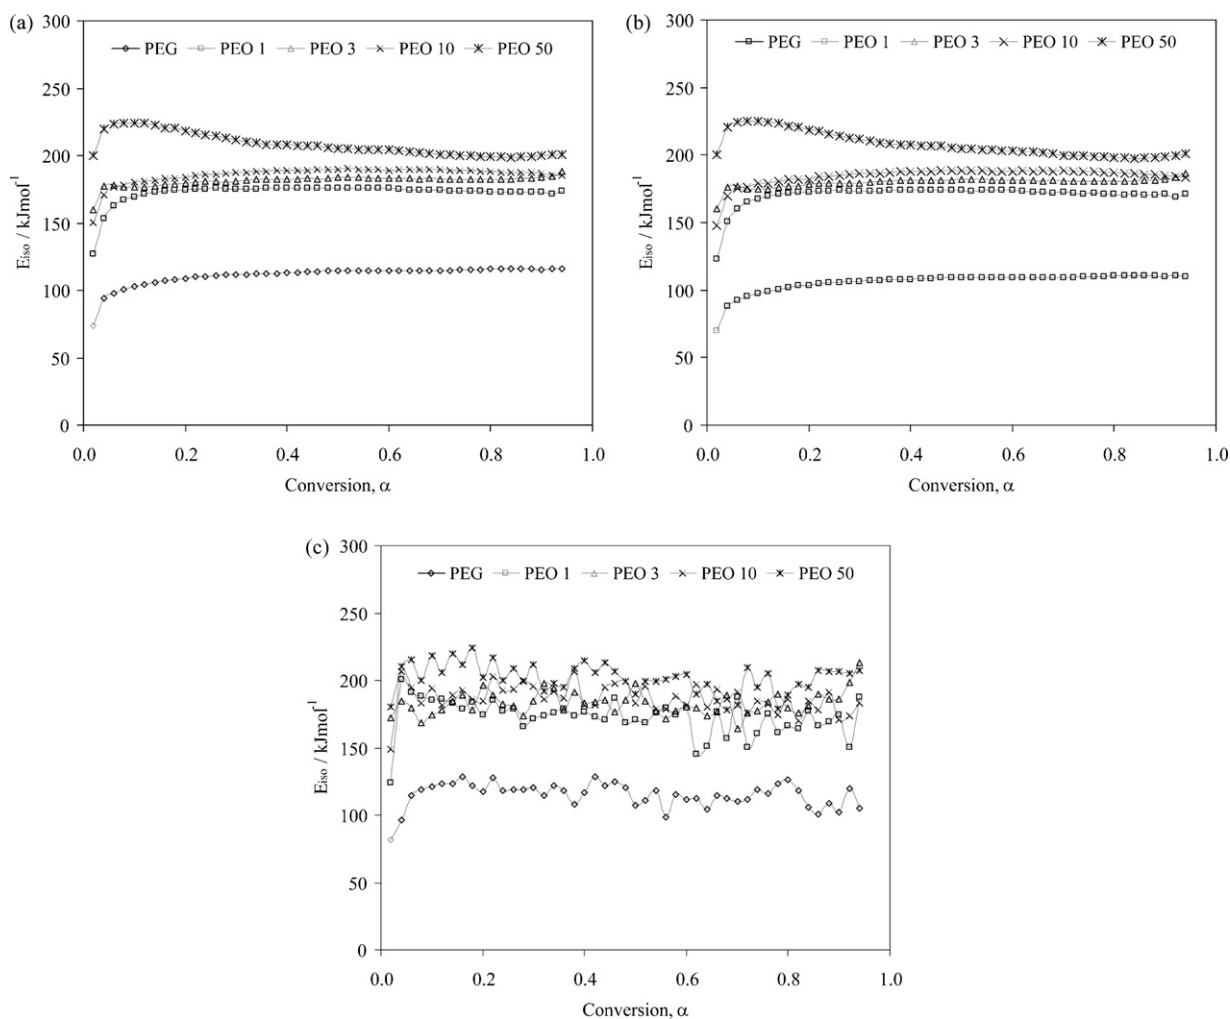 (a)
300
PEG PEO 1 PEO 3 PEO 10 PEO 50
250
200
150
100
50
0
Eiso / kJmol-1
0.0 0.2 0.4 0.6 0.8 1.0
Conversion, α
(b)
300
PEG PEO 1 PEO 3 PEO 10 PEO 50
250
200
150
100
50
0
Eiso / kJmol-1
0.0 0.2 0.4 0.6 0.8 1.0
Conversion, α
(c)
300
PEG PEO 1 PEO 3 PEO 10 PEO 50
250
200
150
100
50
0
Eiso / kJmol-1
0.0 0.2 0.4 0.6 0.8 1.0
Conversion, α